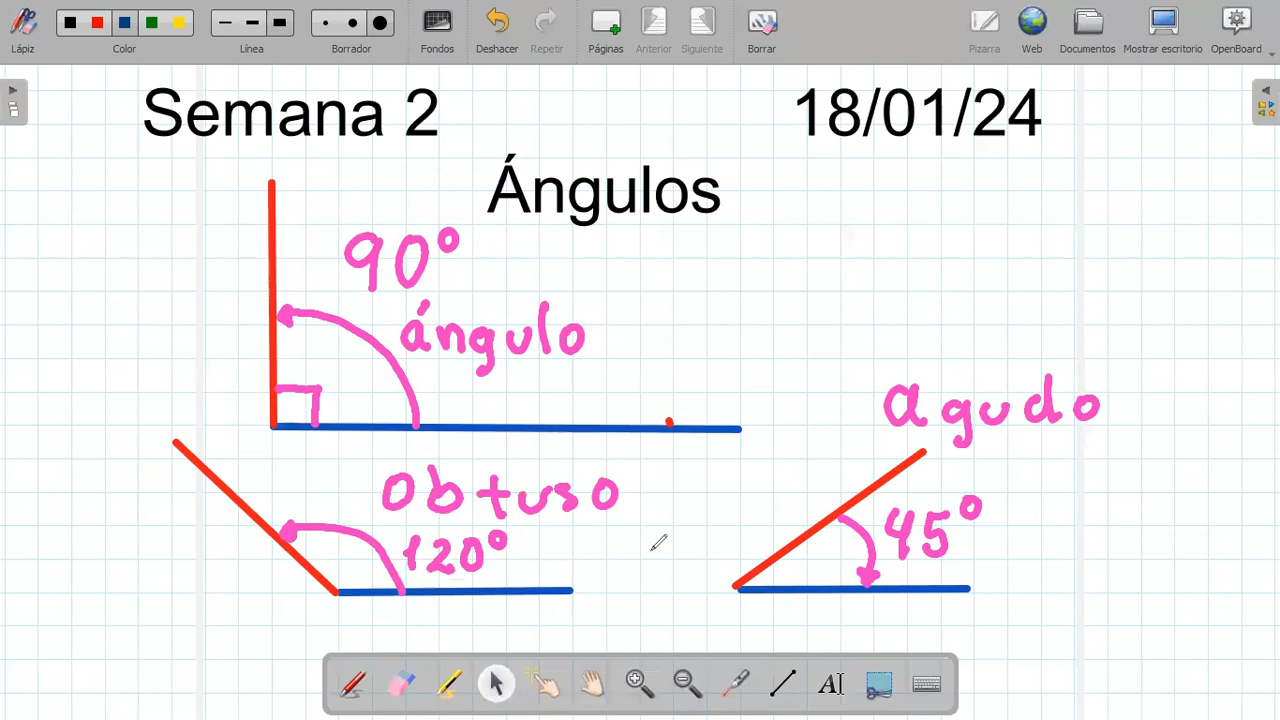 Lápiz Color Línea Borrador Fondos Deshacer Repetir Páginas Anterior Siguiente Borrar Pizarra Web Documentos Mostrar escritorio OpenBoard
Semana 2 18/01/24
Ángulos
90°
ángulo
agudo
obtuso
120°
45°